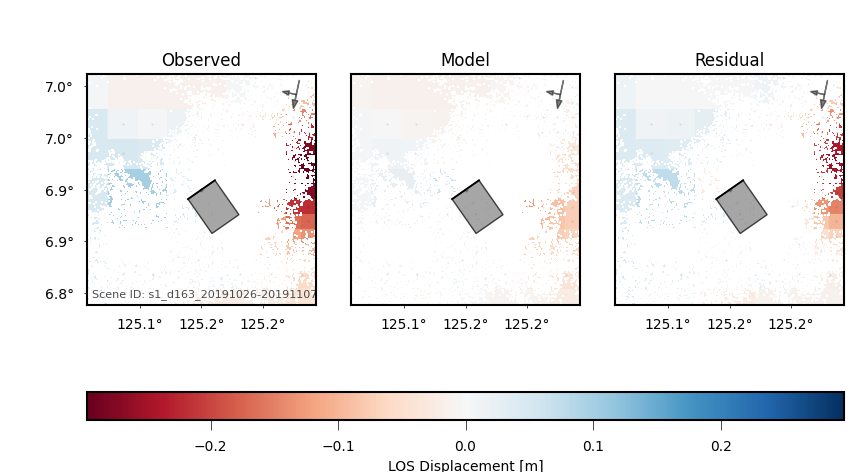 Observed Model Residual
7.0°
7.0°
6.9°
6.9°
6.8°
Scene ID: s1_d163_20191026-20191107
125.1° 125.2° 125.2° 125.1° 125.2° 125.2° 125.1° 125.2° 125.2°
−0.2 −0.1 0.0 0.1 0.2
LOS Displacement [m]